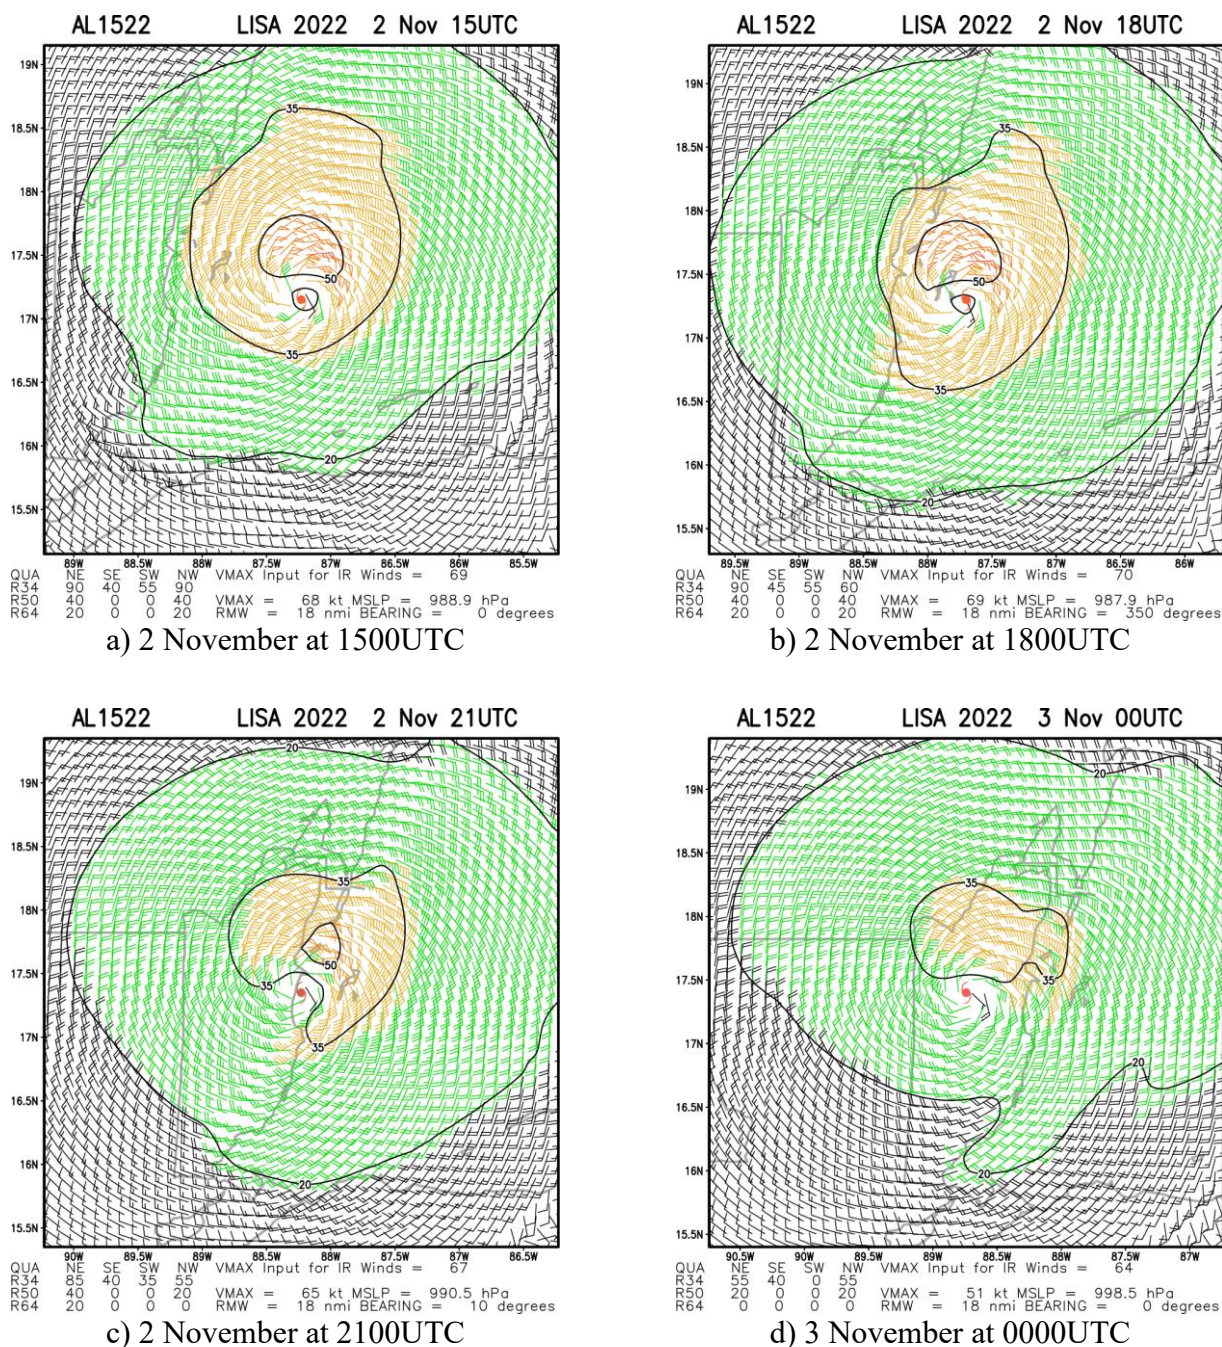 AL1522 LISA 2022 2 Nov 15UTC
19N
18.5N
18N
17.5N
17N
16.5N
16N
15.5N
35
50
35
20
89W 88.5W 88W 87.5W 87W 86.5W 86W 85.5W
QUA NE SE SW NW VMAX Input for IR Winds = 69
R34 90 40 55 90
R50 40 0 0 40 VMAX = 68 kt MSLP = 988.9 hPa
R64 20 0 0 20 RMW = 18 nmi BEARING = 0 degrees
a) 2 November at 1500UTC
AL1522 LISA 2022 2 Nov 18UTC
19N
18.5N
18N
17.5N
17N
16.5N
16N
15.5N
35
50
35
20
89.5W 89W 88.5W 88W 87.5W 87W 86.5W 86W
QUA NE SE SW NW VMAX Input for IR Winds = 70
R34 90 45 55 60
R50 40 0 0 40 VMAX = 69 kt MSLP = 987.9 hPa
R64 20 0 0 20 RMW = 18 nmi BEARING = 350 degrees
b) 2 November at 1800UTC
AL1522 LISA 2022 2 Nov 21UTC
19N
18.5N
18N
17.5N
17N
16.5N
16N
15.5N
20
35
50
35
35
20
90W 89.5W 89W 88.5W 88W 87.5W 87W 86.5W
QUA NE SE SW NW VMAX Input for IR Winds = 67
R34 85 40 35 55
R50 40 0 0 20 VMAX = 65 kt MSLP = 990.5 hPa
R64 20 0 0 0 RMW = 18 nmi BEARING = 10 degrees
c) 2 November at 2100UTC
AL1522 LISA 2022 3 Nov 00UTC
19N
18.5N
18N
17.5N
17N
16.5N
16N
15.5N
20
35
35
20
20
90.5W 90W 89.5W 89W 88.5W 88W 87.5W 87W
QUA NE SE SW NW VMAX Input for IR Winds = 64
R34 55 40 0 55
R50 20 0 0 20 VMAX = 51 kt MSLP = 998.5 hPa
R64 0 0 0 0 RMW = 18 nmi BEARING = 0 degrees
d) 3 November at 0000UTC